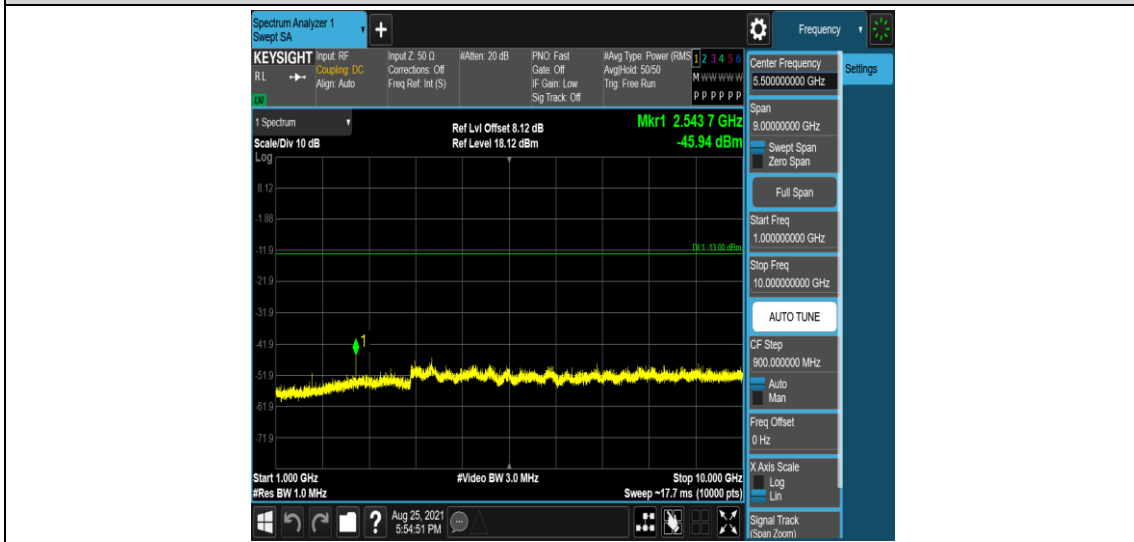 Spectrum Analyzer 1
Swept SA
+
Frequency
KEYSIGHT
RL
Input: RF
Coupling: DC
Align: Auto
Input Z: 50 Ω
Corrections: Off
Freq Ref: Int (S)
#Atten: 20 dB
PNO: Fast
Gate: Off
IF Gain: Low
Sig Track: Off
#Avg Type: Power (RMS
Avg|Hold: 50/50
Trig: Free Run
1 2 3 4 5 6
M W W W W W
P P P P P P
1 Spectrum
Scale/Div 10 dB
Log
Ref Lvl Offset 8.12 dB
Ref Level 18.12 dBm
Mkr1 2.543 7 GHz
-45.94 dBm
8.12
-1.88
-11.9
-21.9
-31.9
-41.9
-51.9
-61.9
-71.9
DL1 -13.00 dBm
1
Start 1.000 GHz
#Res BW 1.0 MHz
#Video BW 3.0 MHz
Stop 10.000 GHz
Sweep ~17.7 ms (10000 pts)
Aug 25, 2021
5:54:51 PM
Center Frequency
5.500000000 GHz
Settings
Span
9.00000000 GHz
Swept Span
Zero Span
Full Span
Start Freq
1.000000000 GHz
Stop Freq
10.000000000 GHz
AUTO TUNE
CF Step
900.000000 MHz
Auto
Man
Freq Offset
0 Hz
X Axis Scale
Log
Lin
Signal Track
(Span Zoom)